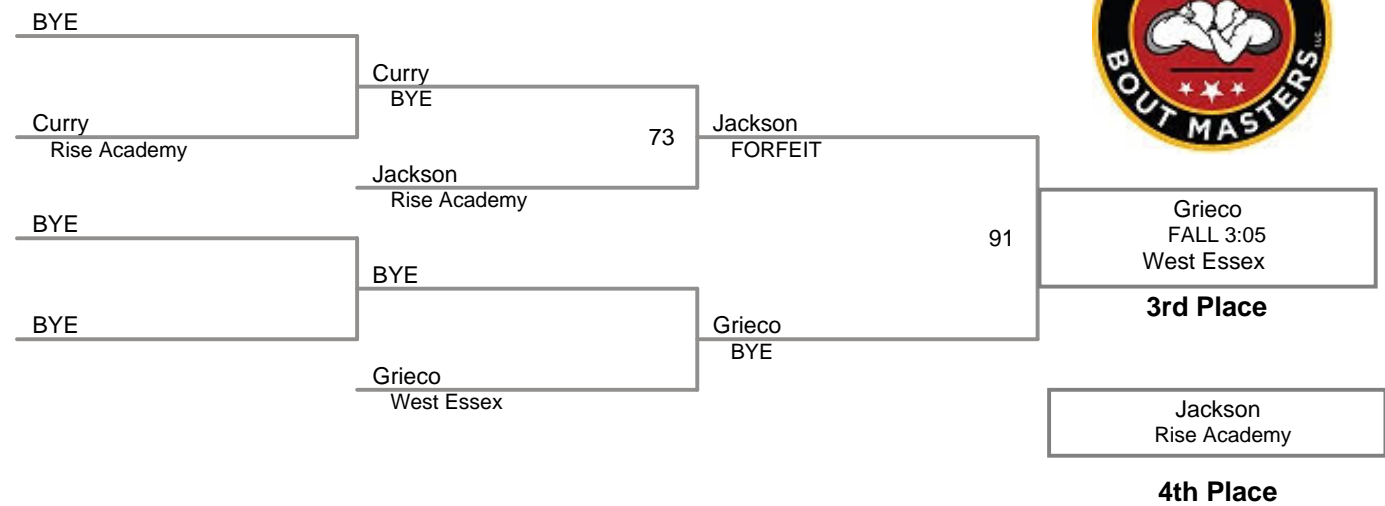 BYE
Curry
BYE
Curry
Rise Academy
73
Jackson
FORFEIT
Jackson
Rise Academy
BYE
91
Grieco
FALL 3:05
West Essex
BYE
3rd Place
BYE
Grieco
BYE
Grieco
West Essex
Jackson
Rise Academy
4th Place
BOUT MASTERS